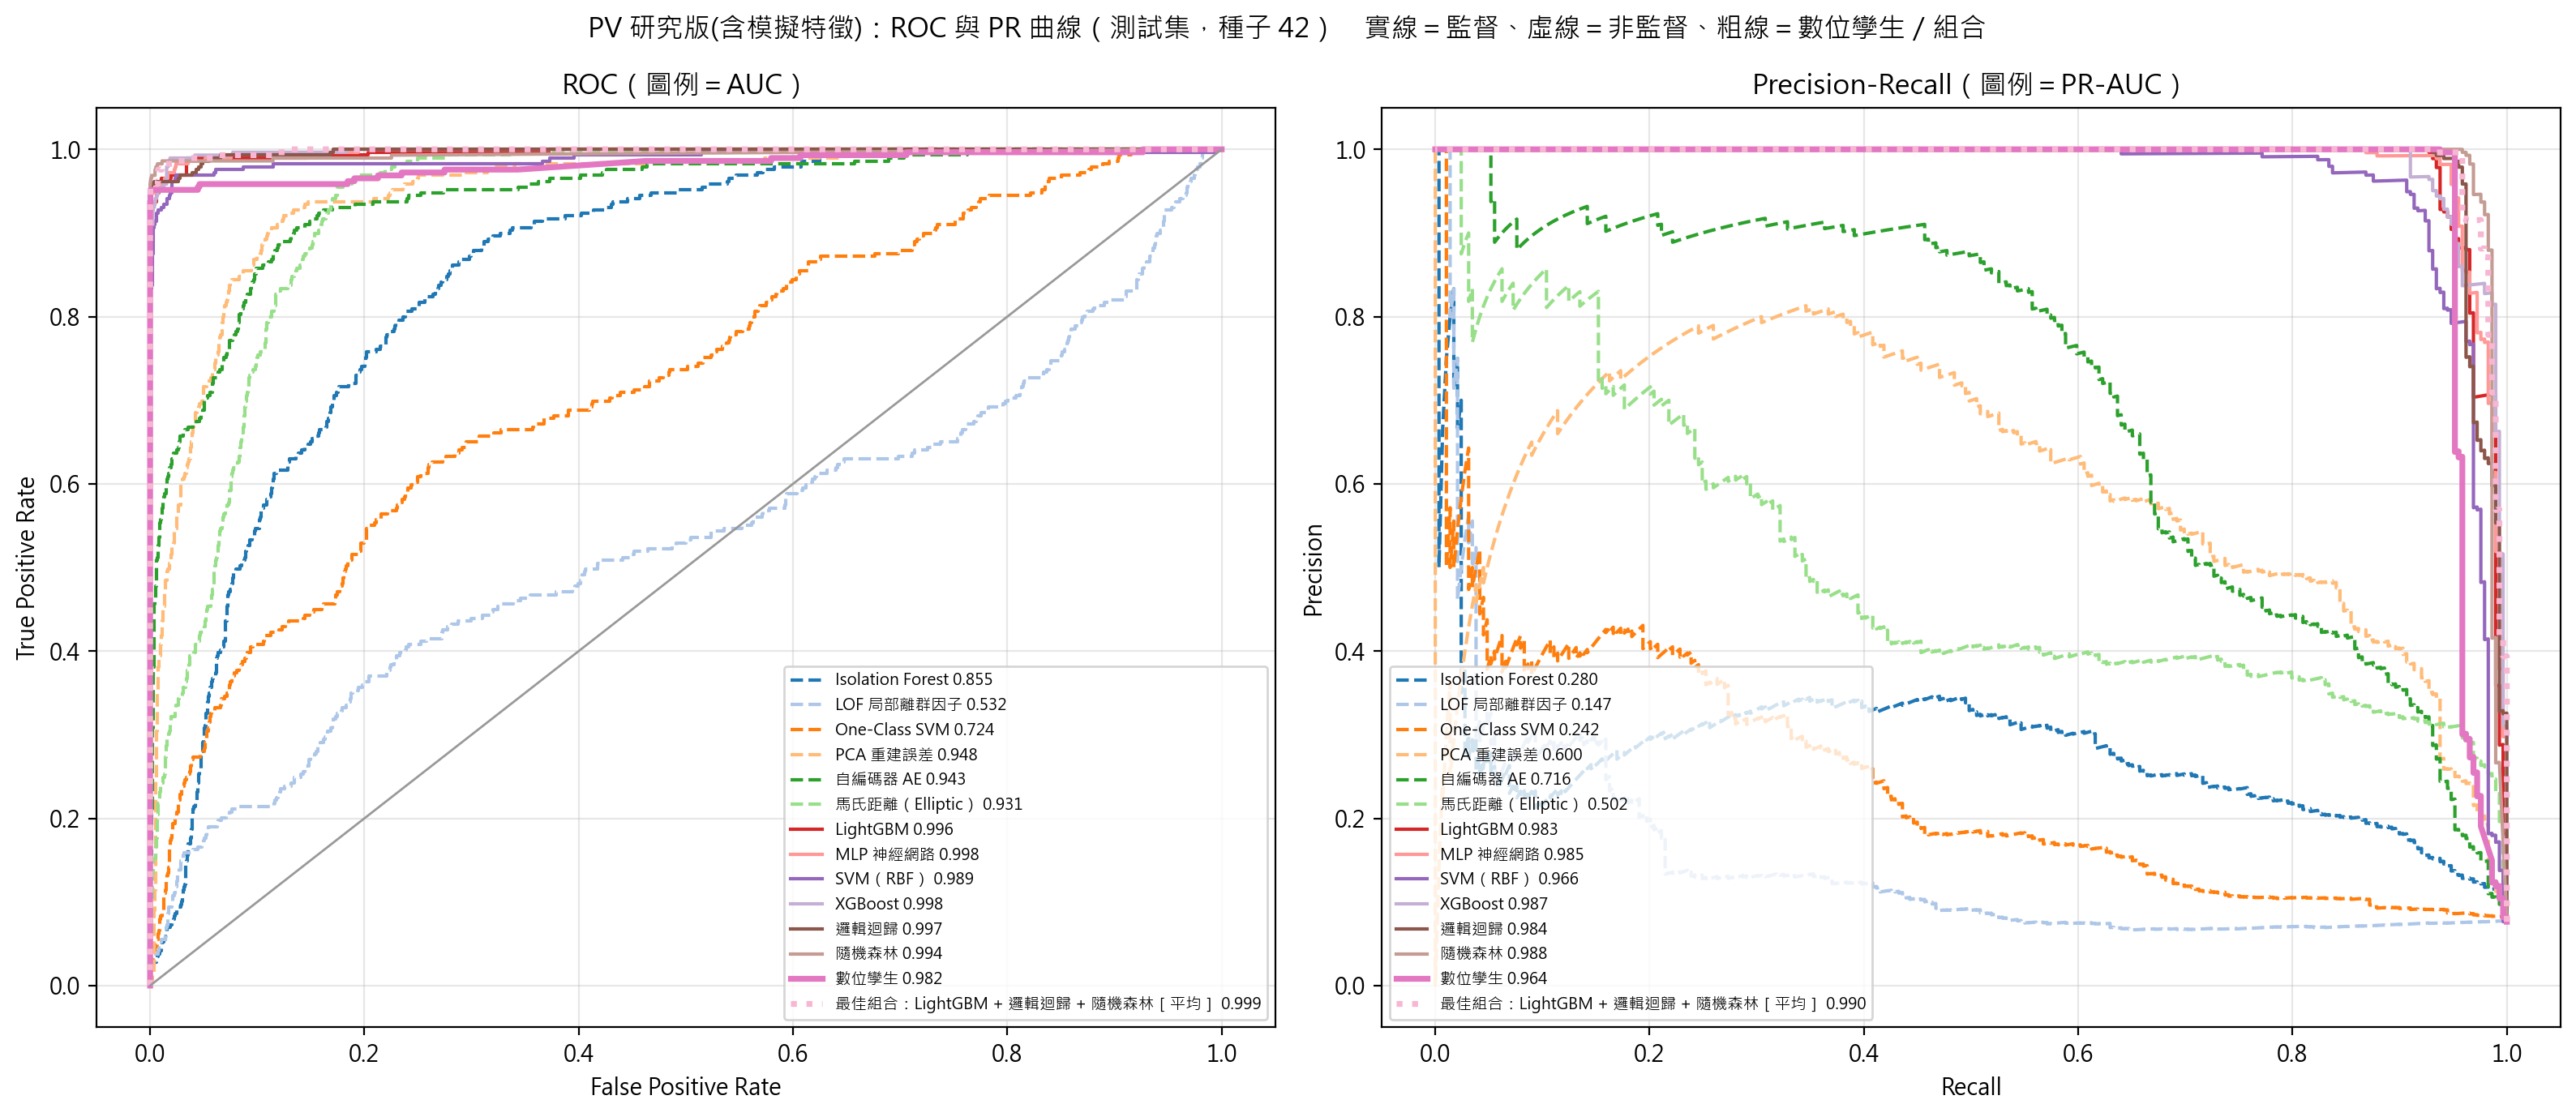 PV 研究版(含模擬特徵)：ROC 與 PR 曲線（測試集，種子 42）　實線＝監督、虛線＝非監督、粗線＝數位孿生 / 組合
ROC（圖例＝AUC）
1.0
0.8
0.6
0.4
0.2
0.0
True Positive Rate
Isolation Forest 0.855
LOF 局部離群因子 0.532
One-Class SVM 0.724
PCA 重建誤差 0.948
自編碼器 AE 0.943
馬氏距離（Elliptic） 0.931
LightGBM 0.996
MLP 神經網路 0.998
SVM（RBF） 0.989
XGBoost 0.998
邏輯迴歸 0.997
隨機森林 0.994
數位孿生 0.982
最佳組合：LightGBM + 邏輯迴歸 + 隨機森林［平均］ 0.999
0.0 0.2 0.4 0.6 0.8 1.0
False Positive Rate
Precision-Recall（圖例＝PR-AUC）
1.0
0.8
0.6
0.4
0.2
0.0
Precision
Isolation Forest 0.280
LOF 局部離群因子 0.147
One-Class SVM 0.242
PCA 重建誤差 0.600
自編碼器 AE 0.716
馬氏距離（Elliptic） 0.502
LightGBM 0.983
MLP 神經網路 0.985
SVM（RBF） 0.966
XGBoost 0.987
邏輯迴歸 0.984
隨機森林 0.988
數位孿生 0.964
最佳組合：LightGBM + 邏輯迴歸 + 隨機森林［平均］ 0.990
0.0 0.2 0.4 0.6 0.8 1.0
Recall